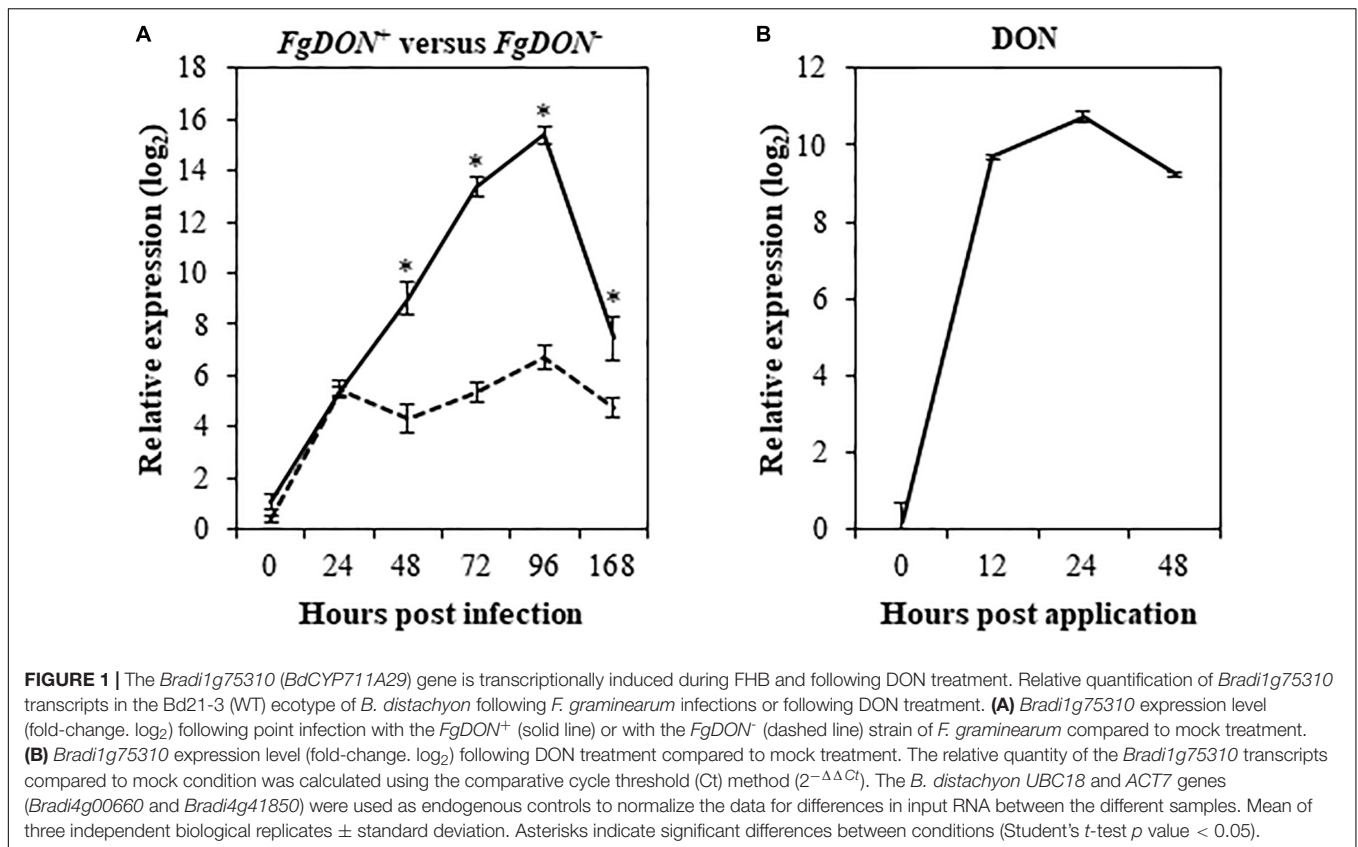 A
FgDON⁺ versus FgDON⁻
18
16
14
12
10
8
6
4
2
0
Relative expression (log₂)
*
*
*
*
0 24 48 72 96 168
Hours post infection
B
DON
12
10
8
6
4
2
0
Relative expression (log₂)
0 12 24 48
Hours post application
FIGURE 1 | The Bradi1g75310 (BdCYP711A29) gene is transcriptionally induced during FHB and following DON treatment. Relative quantification of Bradi1g75310
transcripts in the Bd21-3 (WT) ecotype of B. distachyon following F. graminearum infections or following DON treatment. (A) Bradi1g75310 expression level
(fold-change. log₂) following point infection with the FgDON⁺ (solid line) or with the FgDON⁻ (dashed line) strain of F. graminearum compared to mock treatment.
(B) Bradi1g75310 expression level (fold-change. log₂) following DON treatment compared to mock treatment. The relative quantity of the Bradi1g75310 transcripts
compared to mock condition was calculated using the comparative cycle threshold (Ct) method (2⁻ΔΔCt). The B. distachyon UBC18 and ACT7 genes
(Bradi4g00660 and Bradi4g41850) were used as endogenous controls to normalize the data for differences in input RNA between the different samples. Mean of
three independent biological replicates ± standard deviation. Asterisks indicate significant differences between conditions (Student's t-test p value < 0.05).